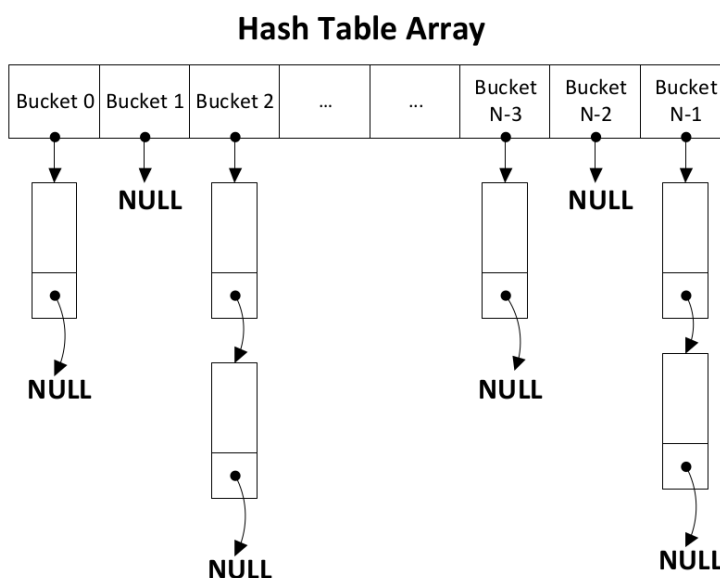 Hash Table Array
Bucket 0
Bucket 1
Bucket 2
...
...
Bucket
N-3
Bucket
N-2
Bucket
N-1
NULL
NULL
NULL
NULL
NULL
NULL